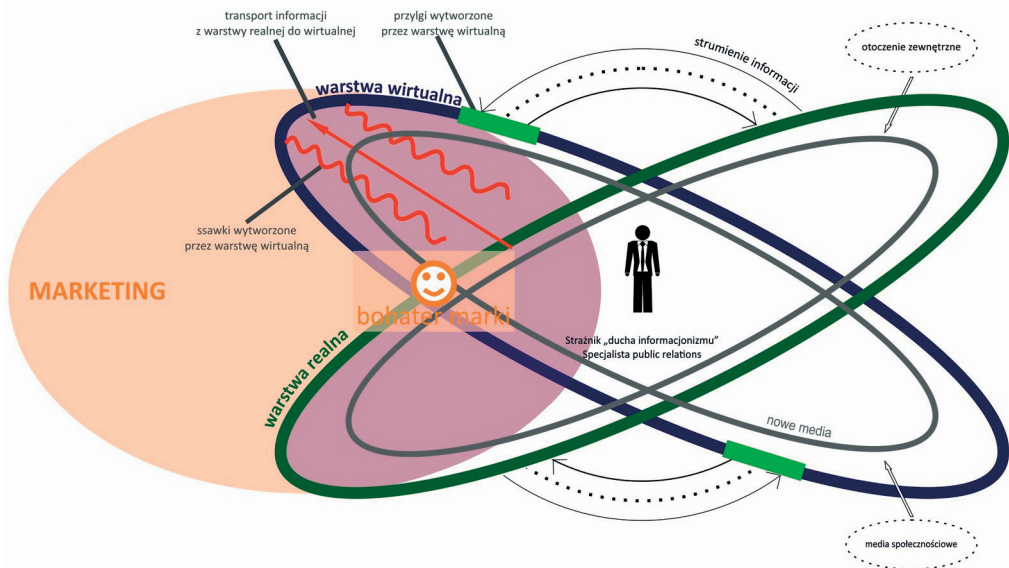 transport informacji
z warstwy realnej do wirtualnej
przylgi wytworzone
przez warstwę wirtualną
strumienie informacji
otoczenie zewnętrzne
warstwa wirtualna
ssawki wytworzone
przez warstwę wirtualną
MARKETING
bohater marki
Strażnik „ducha informacjonizmu”
Specjalista public relations
warstwa realna
nowe media
media społecznościowe